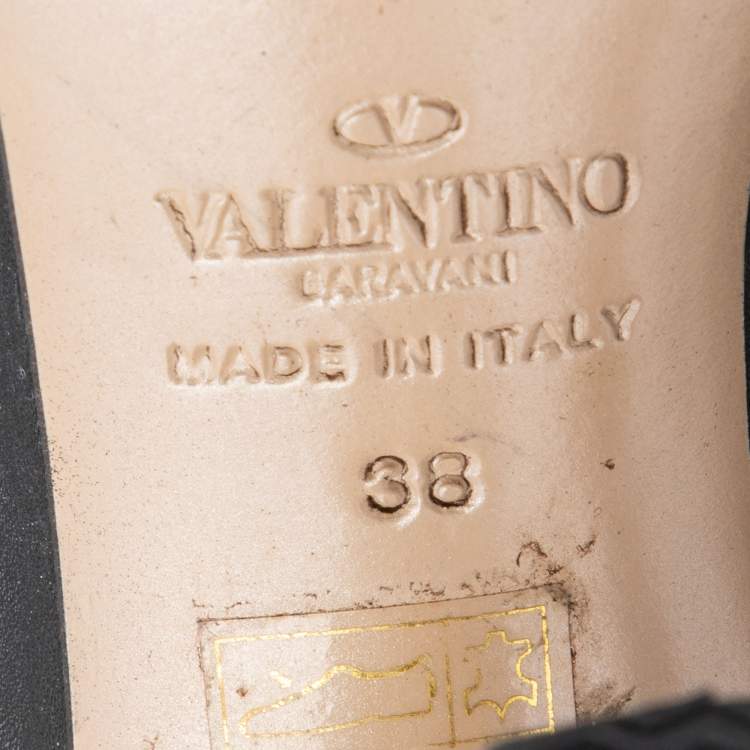 V
VALENTINO
GARAVANI
MADE IN ITALY
38